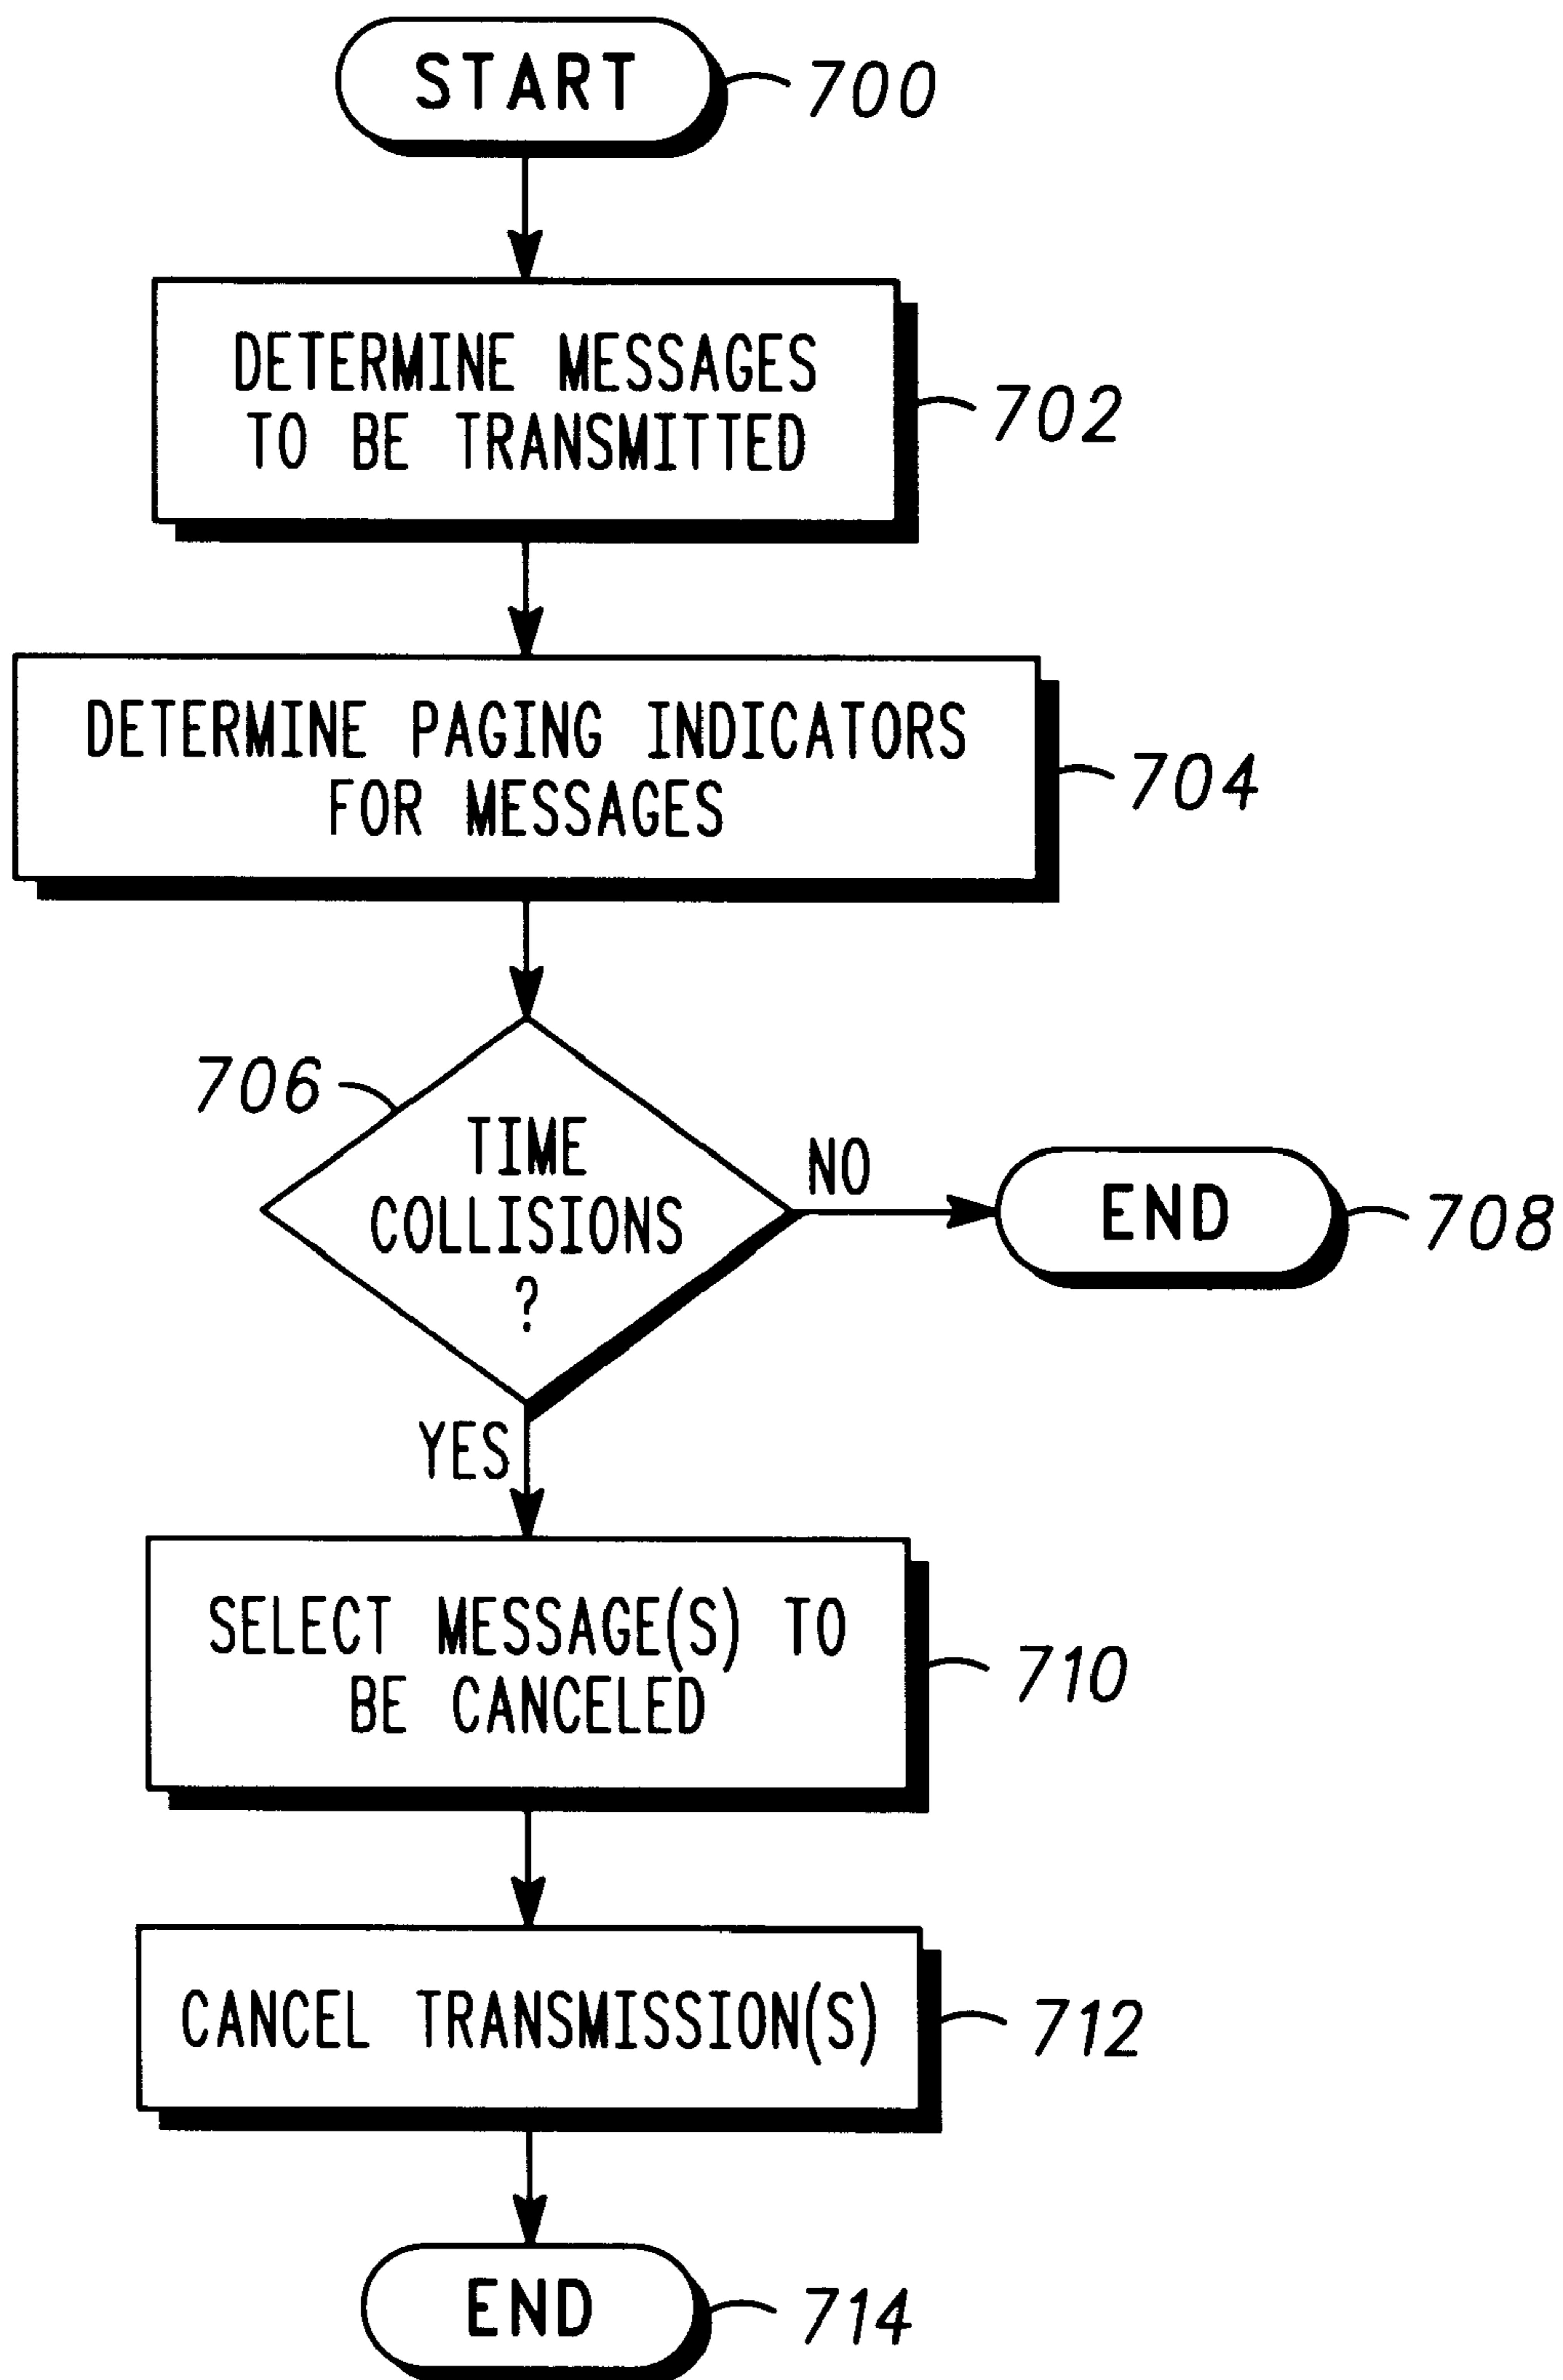 START
700
DETERMINE MESSAGES
TO BE TRANSMITTED
702
DETERMINE PAGING INDICATORS
FOR MESSAGES
704
706
TIME
COLLISIONS
?
NO
END
708
YES
SELECT MESSAGE(S) TO
BE CANCELED
710
CANCEL TRANSMISSION(S)
712
END
714